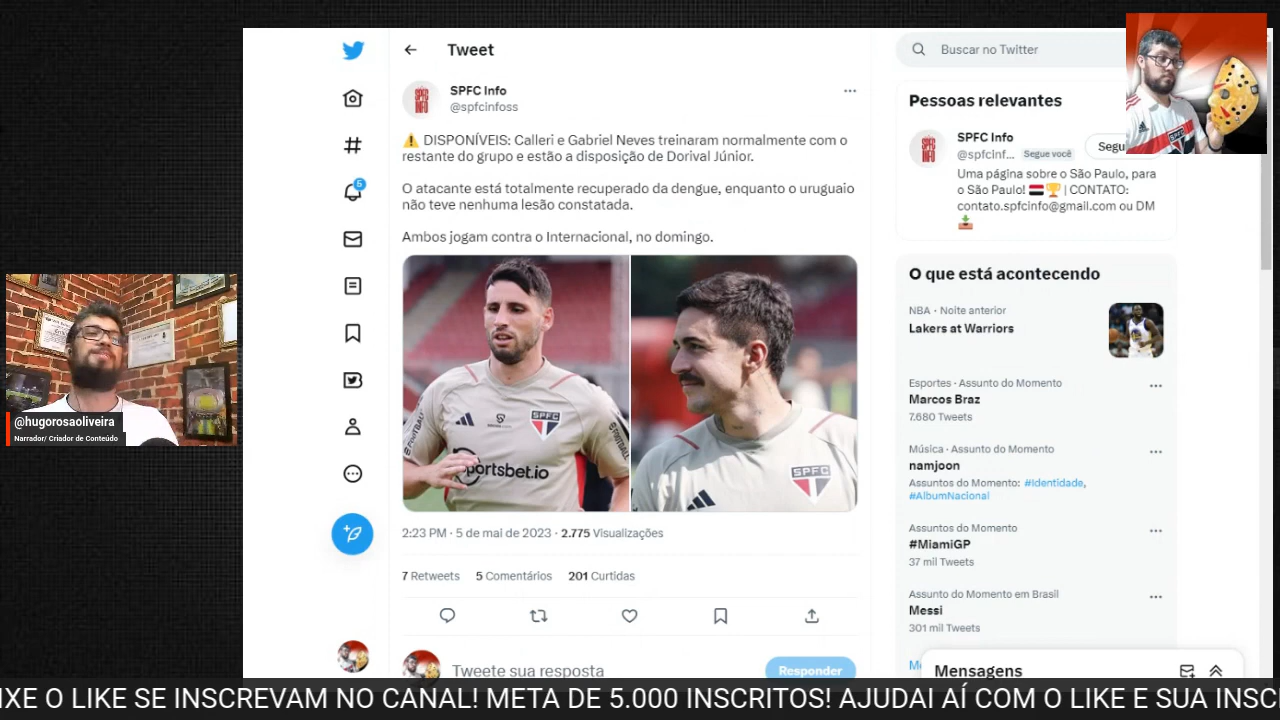 Tweet
SPFC Info
@spfcinfoss
⚠️ DISPONÍVEIS: Calleri e Gabriel Neves treinaram normalmente com o
restante do grupo e estão a disposição de Dorival Júnior.
O atacante está totalmente recuperado da dengue, enquanto o uruguaio
não teve nenhuma lesão constatada.
Ambos jogam contra o Internacional, no domingo.
SPFC
sportsbet.io
SPFC
2:23 PM · 5 de mai de 2023 · 2.775 Visualizações
7 Retweets 5 Comentários 201 Curtidas
Tweete sua resposta
Responder
5
Buscar no Twitter
Pessoas relevantes
SPFC Info
@spfcinf... Segue você
Segu
Uma página sobre o São Paulo, para
o São Paulo! 🇾🇪🏆 | CONTATO:
contato.spfcinfo@gmail.com ou DM
📥
O que está acontecendo
NBA · Noite anterior
Lakers at Warriors
Esportes · Assunto do Momento
Marcos Braz
7.680 Tweets
Música · Assunto do Momento
namjoon
Assuntos do Momento: #Identidade,
#AlbumNacional
Assuntos do Momento
#MiamiGP
37 mil Tweets
Assunto do Momento em Brasil
Messi
301 mil Tweets
Mensagens
@hugorosaoliveira
Narrador/ Criador de Conteúdo
IXE O LIKE SE INSCREVAM NO CANAL! META DE 5.000 INSCRITOS! AJUDAI AÍ COM O LIKE E SUA INSC